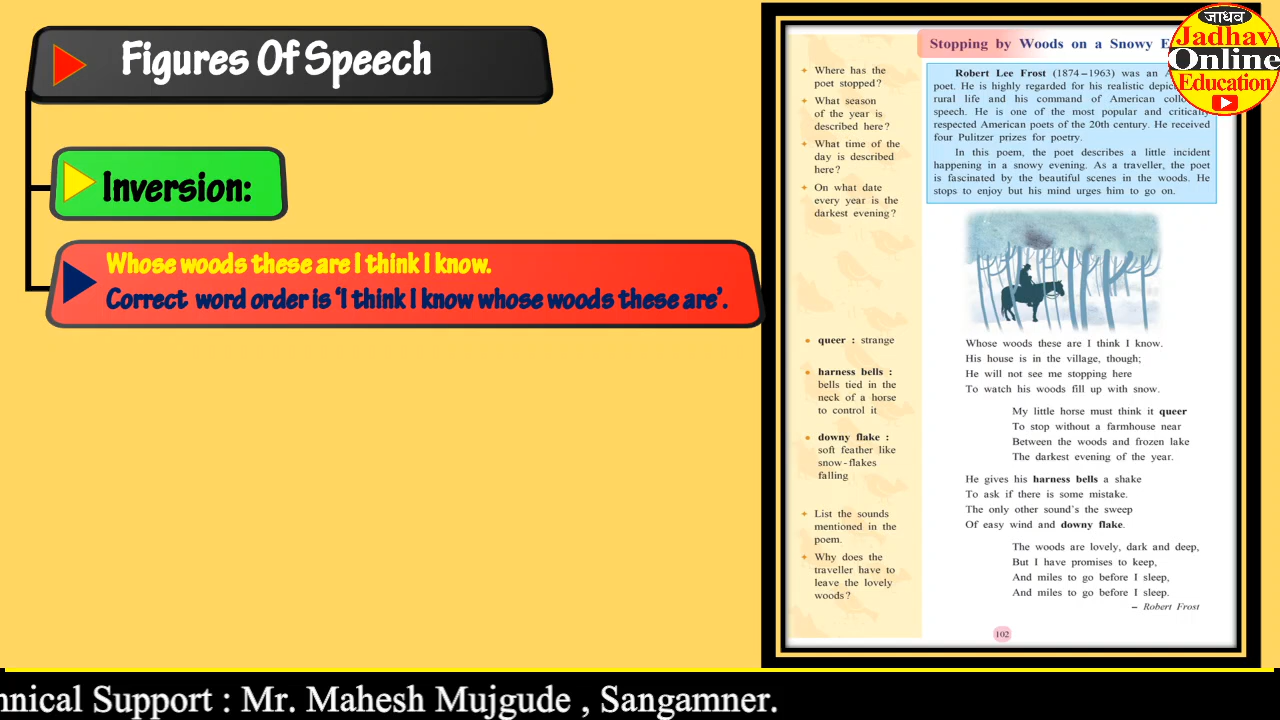 Figures Of Speech
Inversion:
Whose woods these are I think I know.
Correct word order is ‘I think I know whose woods these are’.
जाधव
Jadhav
Online
Education
Stopping by Woods on a Snowy
Where has the
poet stopped?
What season
of the year is
described here?
What time of the
day is described
here?
On what date
every year is the
darkest evening?
Robert Lee Frost (1874–1963) was an
poet. He is highly regarded for his realistic
rural life and his command of American
speech. He is one of the most popular and critically
respected American poets of the 20th century. He received
four Pulitzer prizes for poetry.
In this poem, the poet describes a little incident
happening in a snowy evening. As a traveller, the poet
is fascinated by the beautiful scenes in the woods. He
stops to enjoy but his mind urges him to go on.
queer : strange
harness bells :
bells tied in the
neck of a horse
to control it
downy flake :
soft feather like
snow-flakes
falling
List the sounds
mentioned in the
poem.
Why does the
traveller have to
leave the lovely
woods?
Whose woods these are I think I know.
His house is in the village, though;
He will not see me stopping here
To watch his woods fill up with snow.
My little horse must think it queer
To stop without a farmhouse near
Between the woods and frozen lake
The darkest evening of the year.
He gives his harness bells a shake
To ask if there is some mistake.
The only other sound's the sweep
Of easy wind and downy flake.
The woods are lovely, dark and deep,
But I have promises to keep,
And miles to go before I sleep,
And miles to go before I sleep.
– Robert Frost
102
hnical Support : Mr. Mahesh Mujgude , Sangamner.